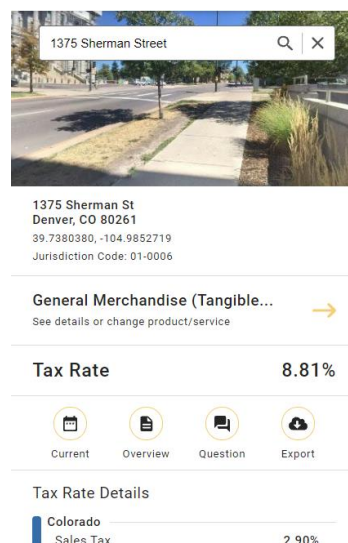 1375 Sherman Street
1375 Sherman St
Denver, CO 80261
39.7380380, -104.9852719
Jurisdiction Code: 01-0006
General Merchandise (Tangible...
See details or change product/service
Tax Rate 8.81%
Current Overview Question Export
Tax Rate Details
Colorado
Sales Tax 2.90%